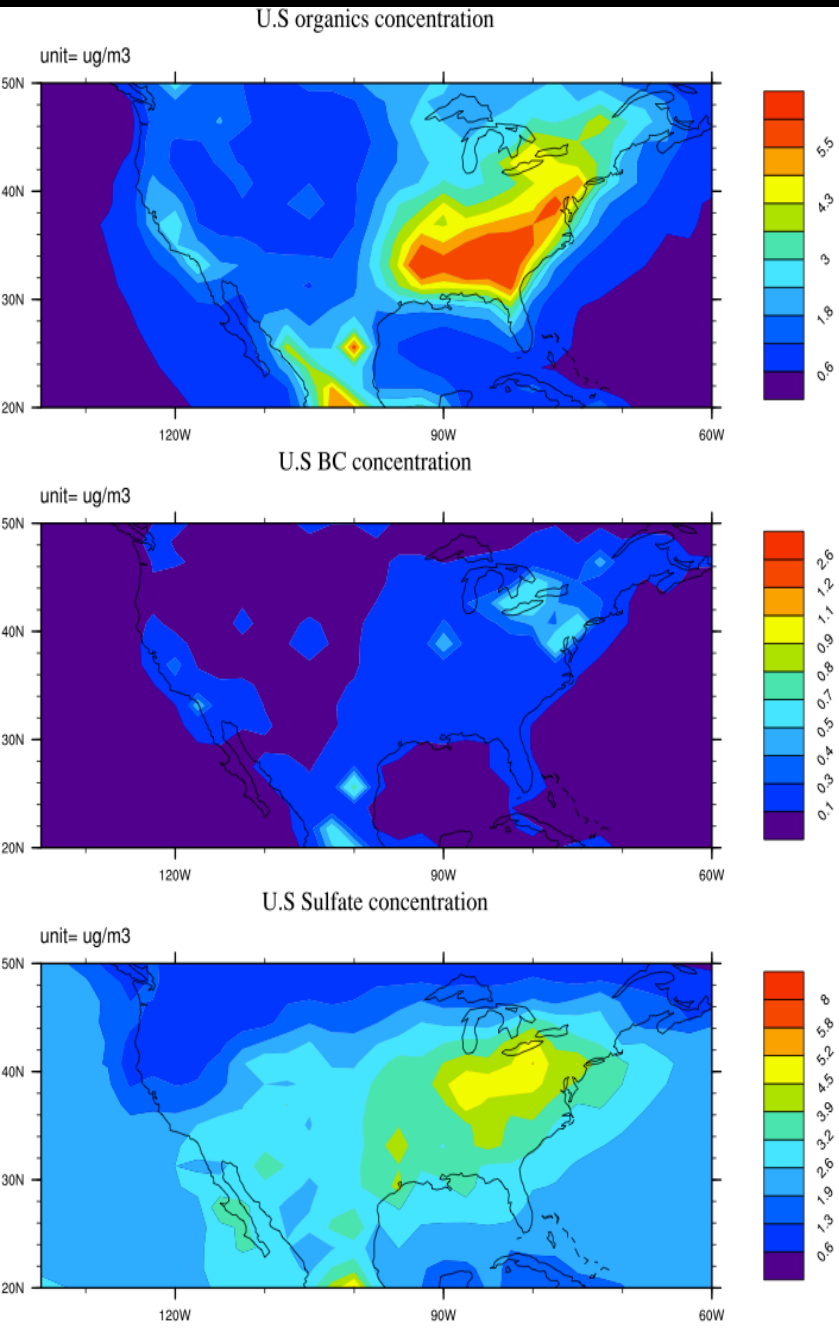 U.S organics concentration
unit= ug/m3
50N
40N
30N
20N
120W
90W
60W
5.5
4.3
3
1.8
0.6
U.S BC concentration
unit= ug/m3
50N
40N
30N
20N
120W
90W
60W
2.6
1.2
1.1
0.9
0.8
0.7
0.5
0.4
0.3
0.1
U.S Sulfate concentration
unit= ug/m3
50N
40N
30N
20N
120W
90W
60W
8
5.8
5.2
4.5
3.9
3.2
2.6
1.9
1.3
0.6